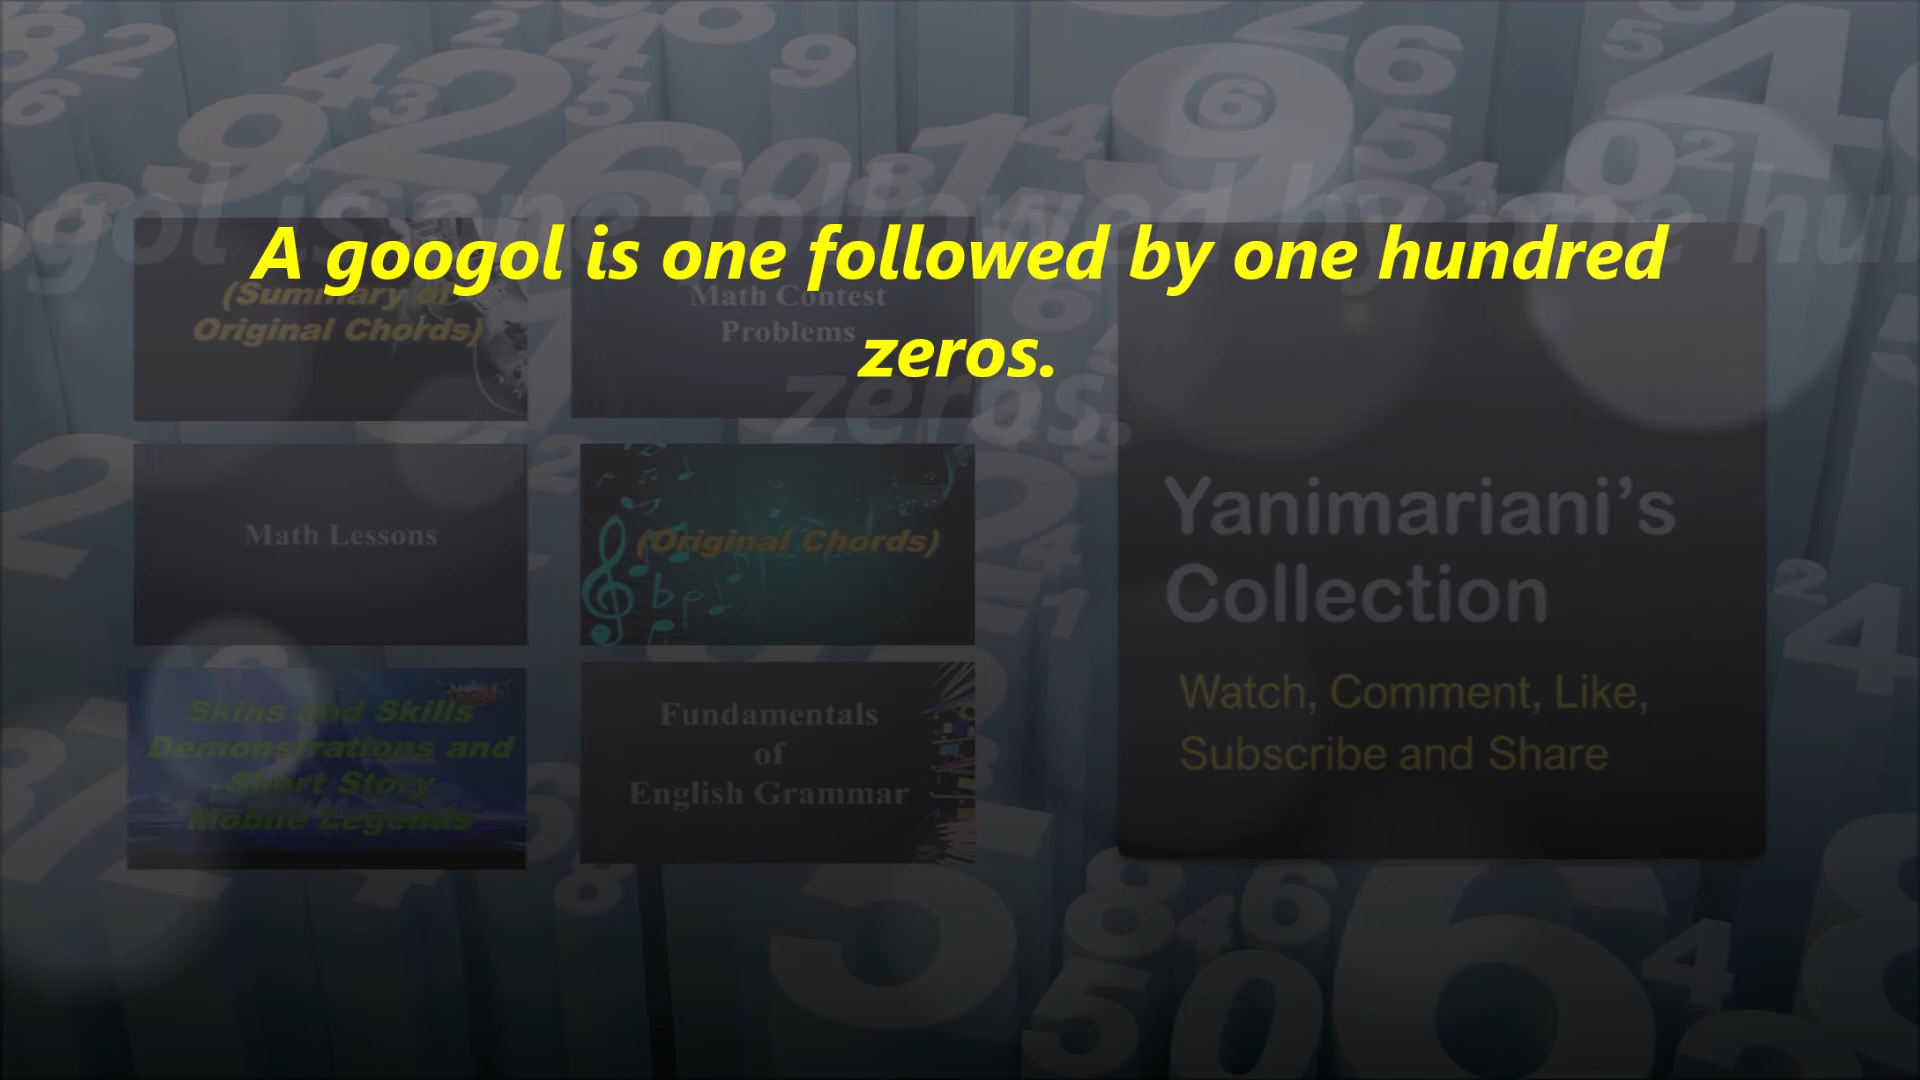 A googol is one followed by one hundred
zeros.
(Summary of
Original Chords)
Math Contest
Problems
Math Lessons
(Original Chords)
Skins and Skills
Demonstrations and
Short Story
Mobile Legends
Fundamentals
of
English Grammar
Yanimariani’s
Collection
Watch, Comment, Like,
Subscribe and Share